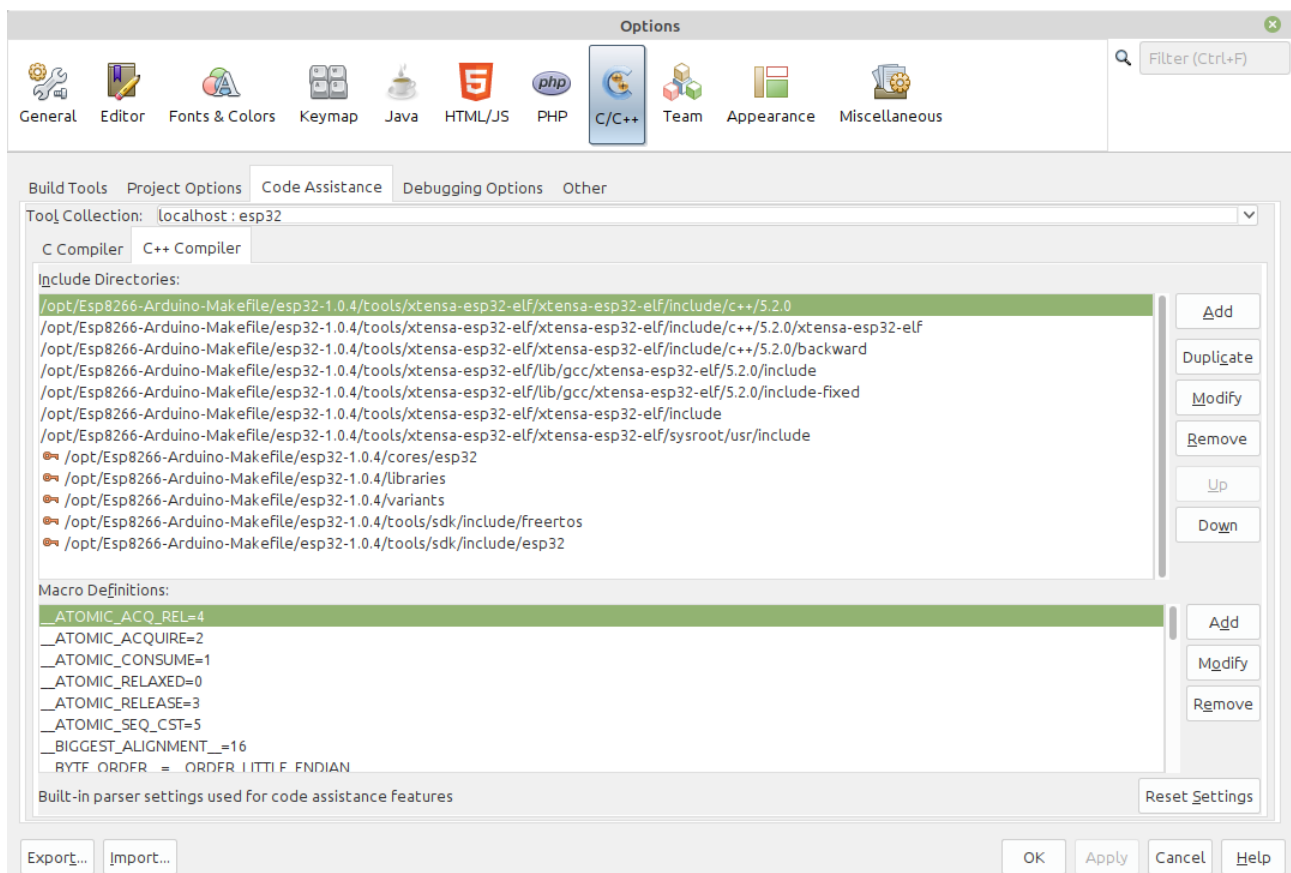 Options
Filter (Ctrl+F)
General Editor Fonts & Colors Keymap Java HTML/JS PHP C/C++ Team Appearance Miscellaneous
Build Tools Project Options Code Assistance Debugging Options Other
Tool Collection: localhost : esp32
C Compiler C++ Compiler
Include Directories:
/opt/Esp8266-Arduino-Makefile/esp32-1.0.4/tools/xtensa-esp32-elf/xtensa-esp32-elf/include/c++/5.2.0
/opt/Esp8266-Arduino-Makefile/esp32-1.0.4/tools/xtensa-esp32-elf/xtensa-esp32-elf/include/c++/5.2.0/xtensa-esp32-elf
/opt/Esp8266-Arduino-Makefile/esp32-1.0.4/tools/xtensa-esp32-elf/xtensa-esp32-elf/include/c++/5.2.0/backward
/opt/Esp8266-Arduino-Makefile/esp32-1.0.4/tools/xtensa-esp32-elf/lib/gcc/xtensa-esp32-elf/5.2.0/include
/opt/Esp8266-Arduino-Makefile/esp32-1.0.4/tools/xtensa-esp32-elf/lib/gcc/xtensa-esp32-elf/5.2.0/include-fixed
/opt/Esp8266-Arduino-Makefile/esp32-1.0.4/tools/xtensa-esp32-elf/xtensa-esp32-elf/include
/opt/Esp8266-Arduino-Makefile/esp32-1.0.4/tools/xtensa-esp32-elf/xtensa-esp32-elf/sysroot/usr/include
/opt/Esp8266-Arduino-Makefile/esp32-1.0.4/cores/esp32
/opt/Esp8266-Arduino-Makefile/esp32-1.0.4/libraries
/opt/Esp8266-Arduino-Makefile/esp32-1.0.4/variants
/opt/Esp8266-Arduino-Makefile/esp32-1.0.4/tools/sdk/include/freertos
/opt/Esp8266-Arduino-Makefile/esp32-1.0.4/tools/sdk/include/esp32
Add
Duplicate
Modify
Remove
Up
Down
Macro Definitions:
__ATOMIC_ACQ_REL=4
__ATOMIC_ACQUIRE=2
__ATOMIC_CONSUME=1
__ATOMIC_RELAXED=0
__ATOMIC_RELEASE=3
__ATOMIC_SEQ_CST=5
__BIGGEST_ALIGNMENT__=16
__BYTE_ORDER__=__ORDER_LITTLE_ENDIAN__
Add
Modify
Remove
Built-in parser settings used for code assistance features
Reset Settings
Export... Import... OK Apply Cancel Help